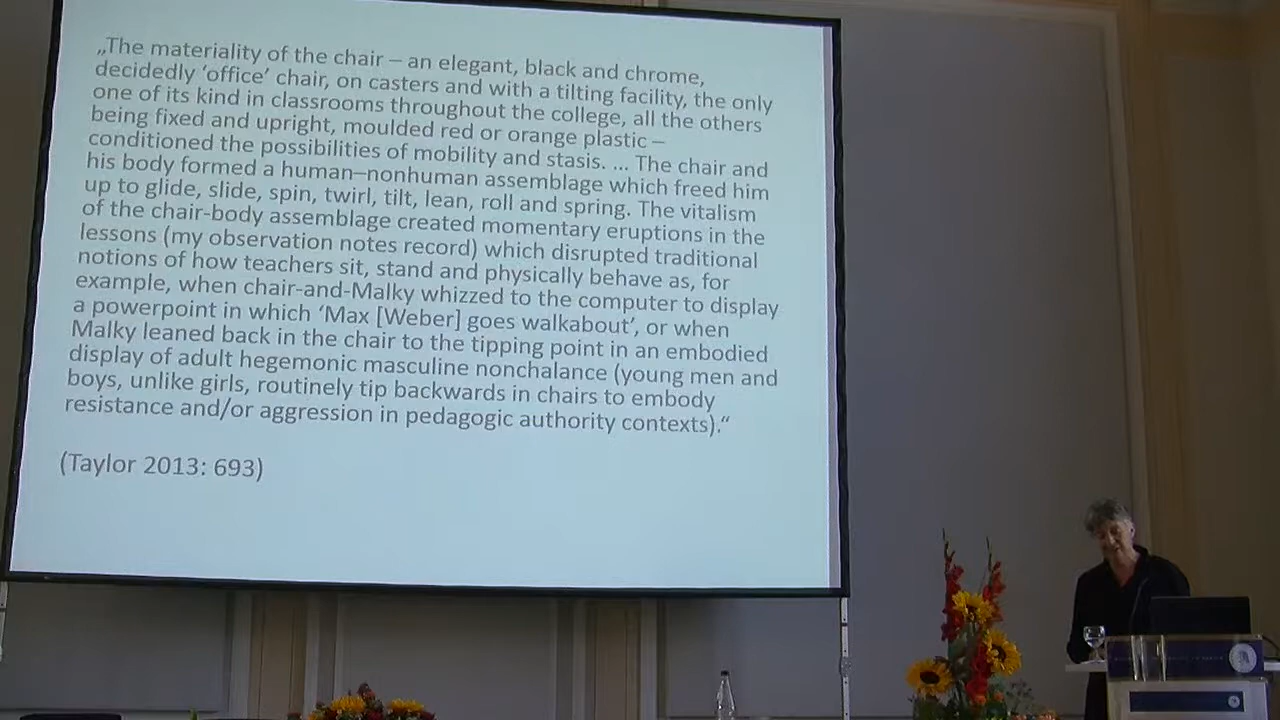 „The materiality of the chair – an elegant, black and chrome,
decidedly ‘office’ chair, on casters and with a tilting facility, the only
one of its kind in classrooms throughout the college, all the others
being fixed and upright, moulded red or orange plastic –
conditioned the possibilities of mobility and stasis. ... The chair and
his body formed a human–nonhuman assemblage which freed him
up to glide, slide, spin, twirl, tilt, lean, roll and spring. The vitalism
of the chair-body assemblage created momentary eruptions in the
lessons (my observation notes record) which disrupted traditional
notions of how teachers sit, stand and physically behave as, for
example, when chair-and-Malky whizzed to the computer to display
a powerpoint in which ‘Max [Weber] goes walkabout’, or when
Malky leaned back in the chair to the tipping point in an embodied
display of adult hegemonic masculine nonchalance (young men and
boys, unlike girls, routinely tip backwards in chairs to embody
resistance and/or aggression in pedagogic authority contexts).“
(Taylor 2013: 693)